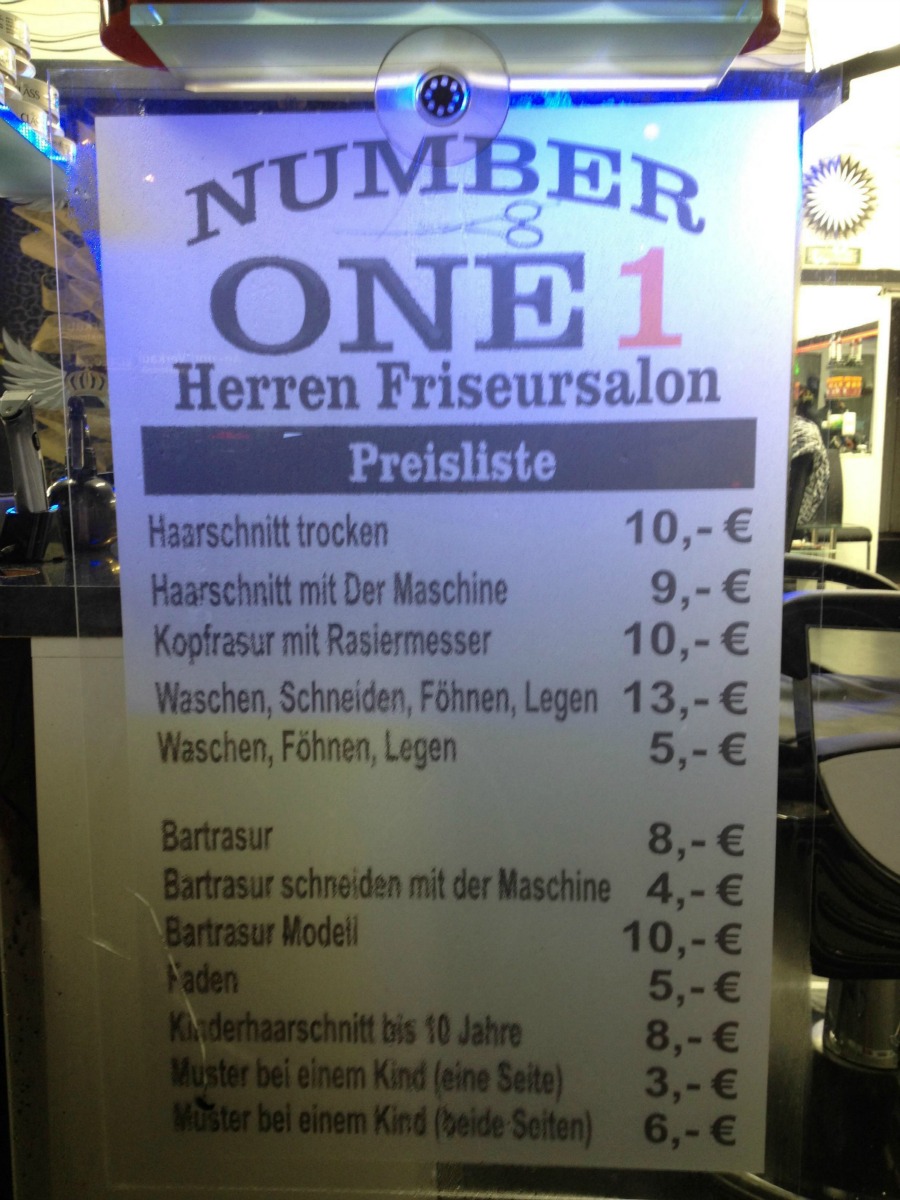 NUMBER
ONE 1
Herren Friseursalon
Preisliste
Haarschnitt trocken 10,- €
Haarschnitt mit Der Maschine 9,- €
Kopfrasur mit Rasiermesser 10,- €
Waschen, Schneiden, Föhnen, Legen 13,- €
Waschen, Föhnen, Legen 5,- €
Bartrasur 8,- €
Bartrasur schneiden mit der Maschine 4,- €
Bartrasur Modell 10,- €
Faden 5,- €
Kinderhaarschnitt bis 10 Jahre 8,- €
Muster bei einem Kind (eine Seite) 3,- €
Muster bei einem Kind (beide Seiten) 6,- €